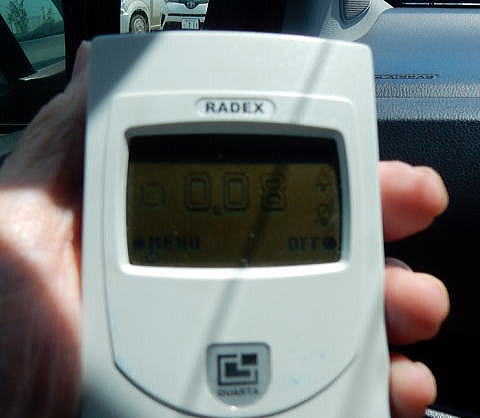 RADEX
0.08
MENU OFF
QUARTA